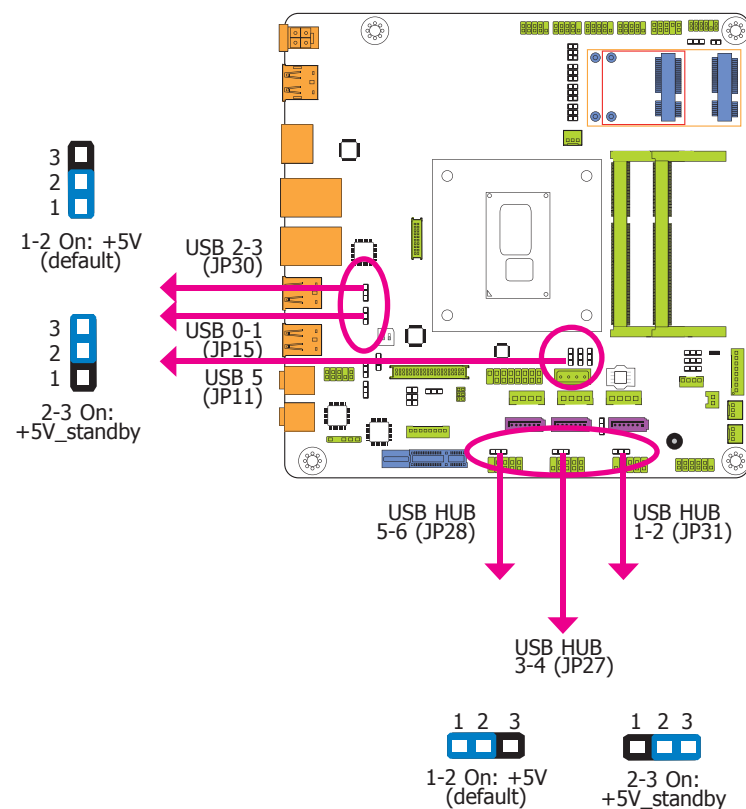 3
2
1
1-2 On: +5V
(default)
USB 2-3
(JP30)
USB 0-1
(JP15)
USB 5
(JP11)
3
2
1
2-3 On:
+5V_standby
USB HUB
5-6 (JP28)
USB HUB
1-2 (JP31)
USB HUB
3-4 (JP27)
1 2 3
1-2 On: +5V
(default)
1 2 3
2-3 On:
+5V_standby